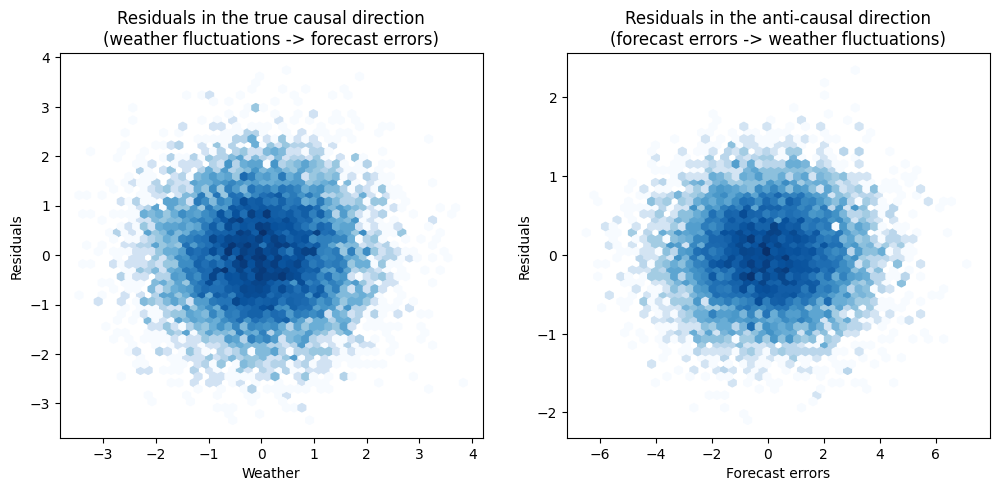 Residuals in the true causal direction
(weather fluctuations -> forecast errors)
Residuals
4
3
2
1
0
−1
−2
−3
−3 −2 −1 0 1 2 3 4
Weather
Residuals in the anti-causal direction
(forecast errors -> weather fluctuations)
Residuals
2
1
0
−1
−2
−6 −4 −2 0 2 4 6
Forecast errors